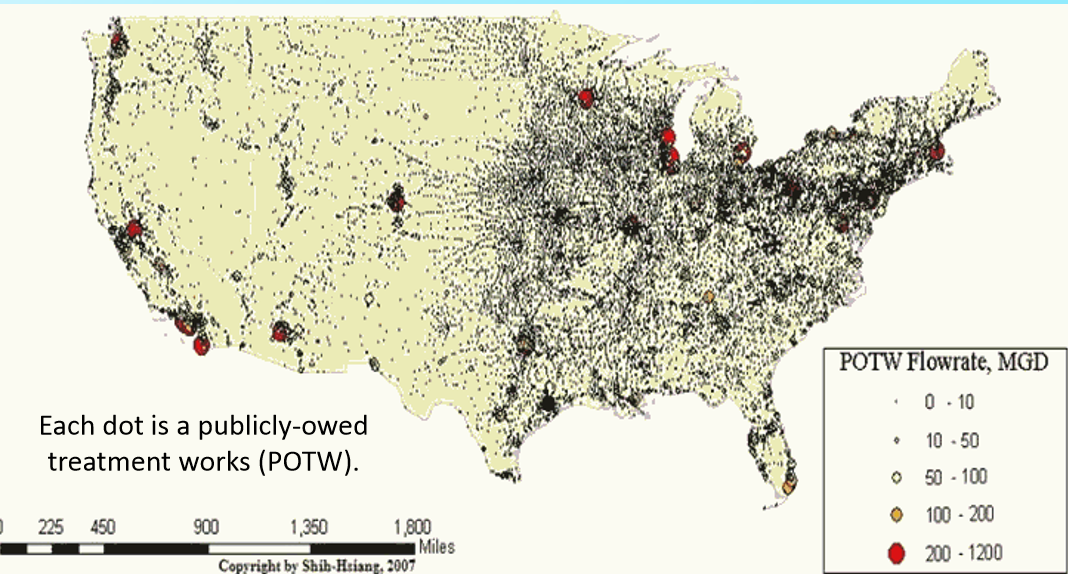 POTW Flowrate, MGD
0 - 10
10 - 50
50 - 100
100 - 200
200 - 1200
Each dot is a publicly-owed
treatment works (POTW).
0 225 450 900 1,350 1,800
Miles
Copyright by Shih-Hsiang, 2007